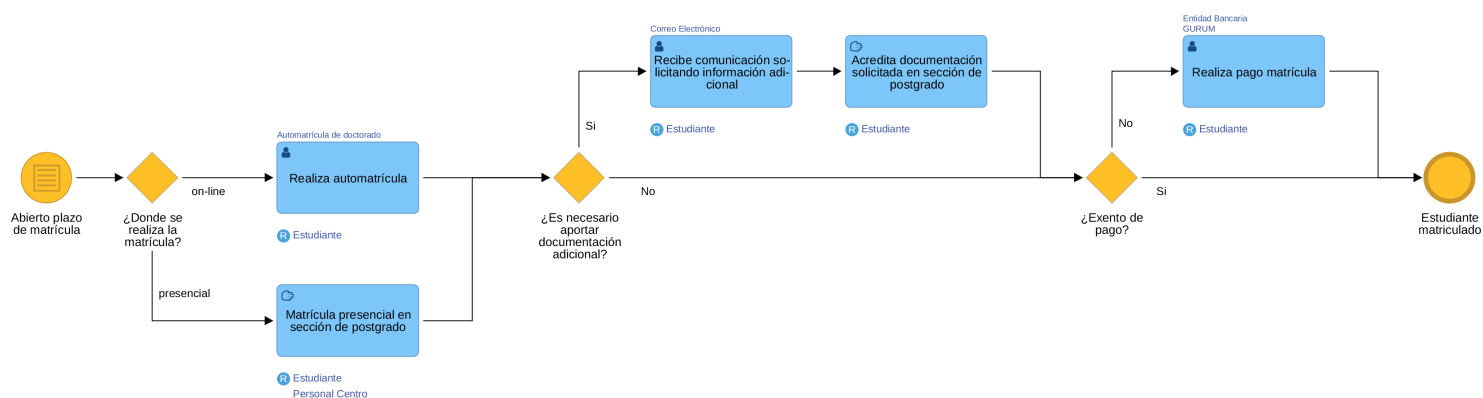 Abierto plazo
de matrícula
¿Donde se
realiza la
matrícula?
on-line
presencial
Automatrícula de doctorado
Realiza automatrícula
R Estudiante
Matrícula presencial en
sección de postgrado
R Estudiante
Personal Centro
¿Es necesario
aportar
documentación
adicional?
Si
No
Correo Electrónico
Recibe comunicación so-
licitando información adi-
cional
R Estudiante
Acredita documentación
solicitada en sección de
postgrado
R Estudiante
¿Exento de
pago?
No
Si
Entidad Bancaria
GURUM
Realiza pago matrícula
R Estudiante
Estudiante
matriculado